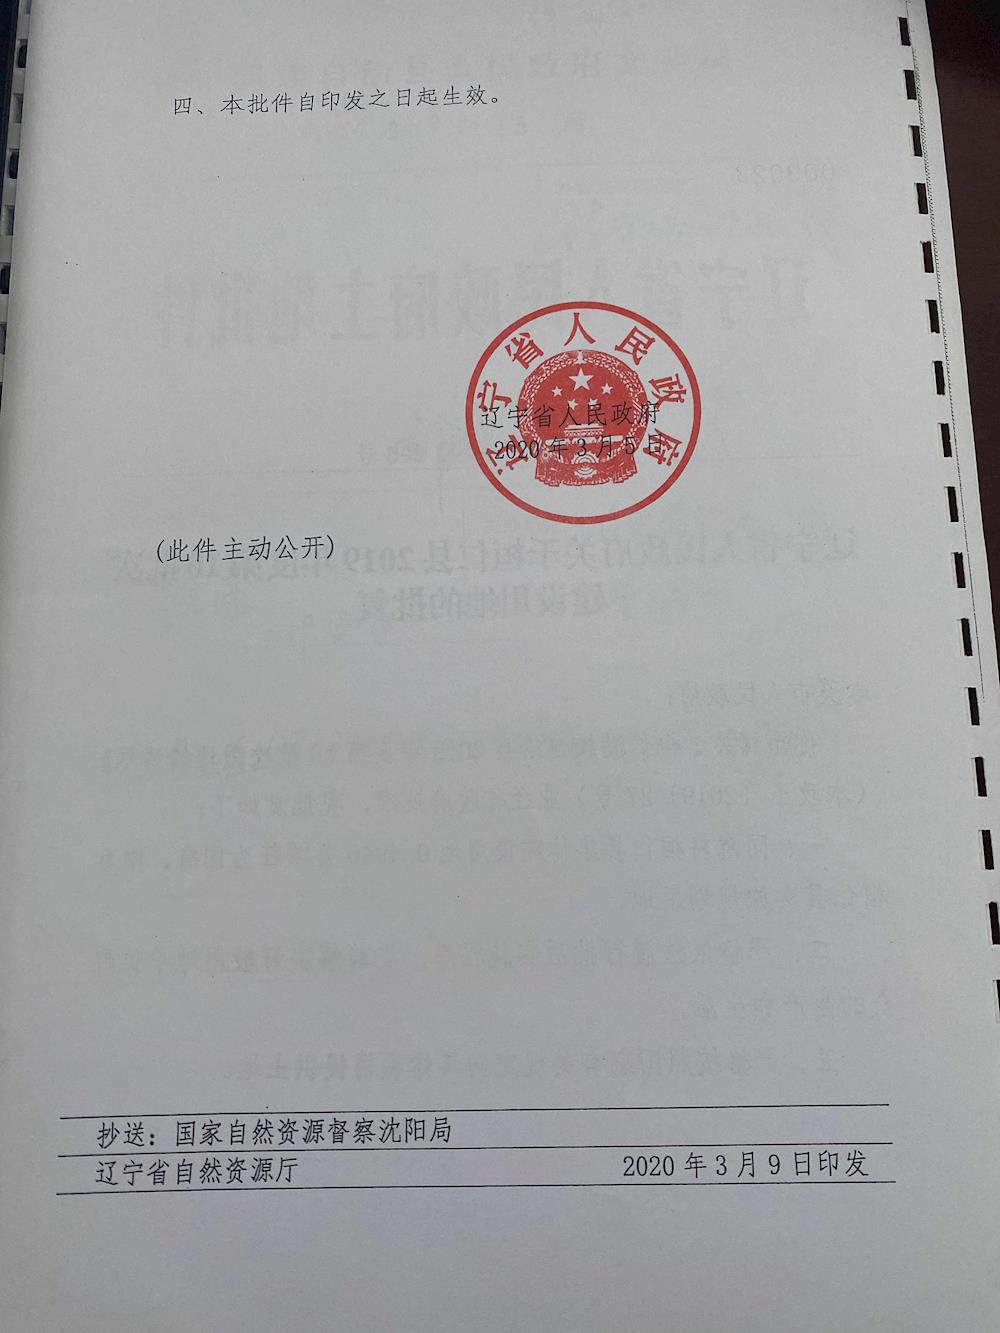 四、本批件自印发之日起生效。
辽宁省人民政府
辽宁省人民政府
2020年3月5日
(此件主动公开)
抄送：国家自然资源督察沈阳局
辽宁省自然资源厅 2020年3月9日印发